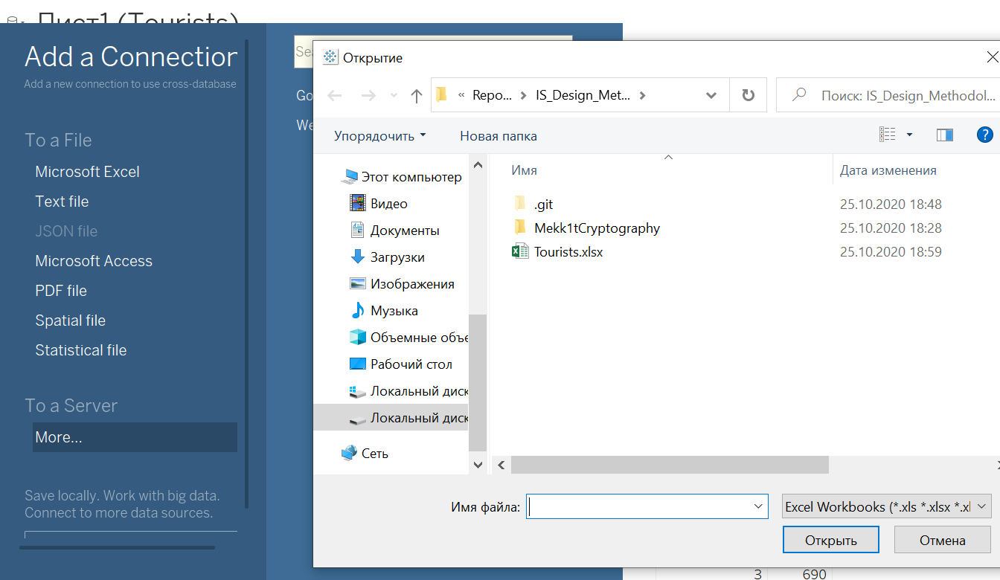 Лист1 (Tourists)
Add a Connection
Add a new connection to use cross-database
To a File
Microsoft Excel
Text file
JSON file
Microsoft Access
PDF file
Spatial file
Statistical file
To a Server
More...
Save locally. Work with big data.
Connect to more data sources.
Sea
Go
We
Открытие
« Repo... IS_Design_Met...
Поиск: IS_Design_Methodol...
Упорядочить Новая папка
?
Этот компьютер
Видео
Документы
Загрузки
Изображения
Музыка
Объемные объе
Рабочий стол
Локальный диск
Локальный диск
Сеть
Имя Дата изменения
.git 25.10.2020 18:48
Mekk1tCryptography 25.10.2020 18:28
Tourists.xlsx 25.10.2020 18:59
Имя файла:
Excel Workbooks (*.xls *.xlsx *.xl
Открыть Отмена
3 690